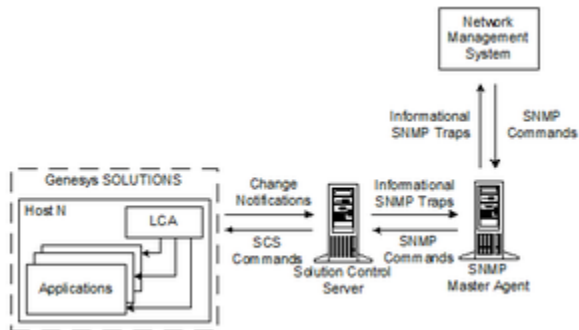 Network
Management
System
Informational
SNMP Traps
SNMP
Commands
Genesys SOLUTIONS
Host N
LCA
Applications
Change
Notifications
SCS
Commands
Solution Control
Server
Informational
SNMP Traps
SNMP
Commands
SNMP
Master Agent